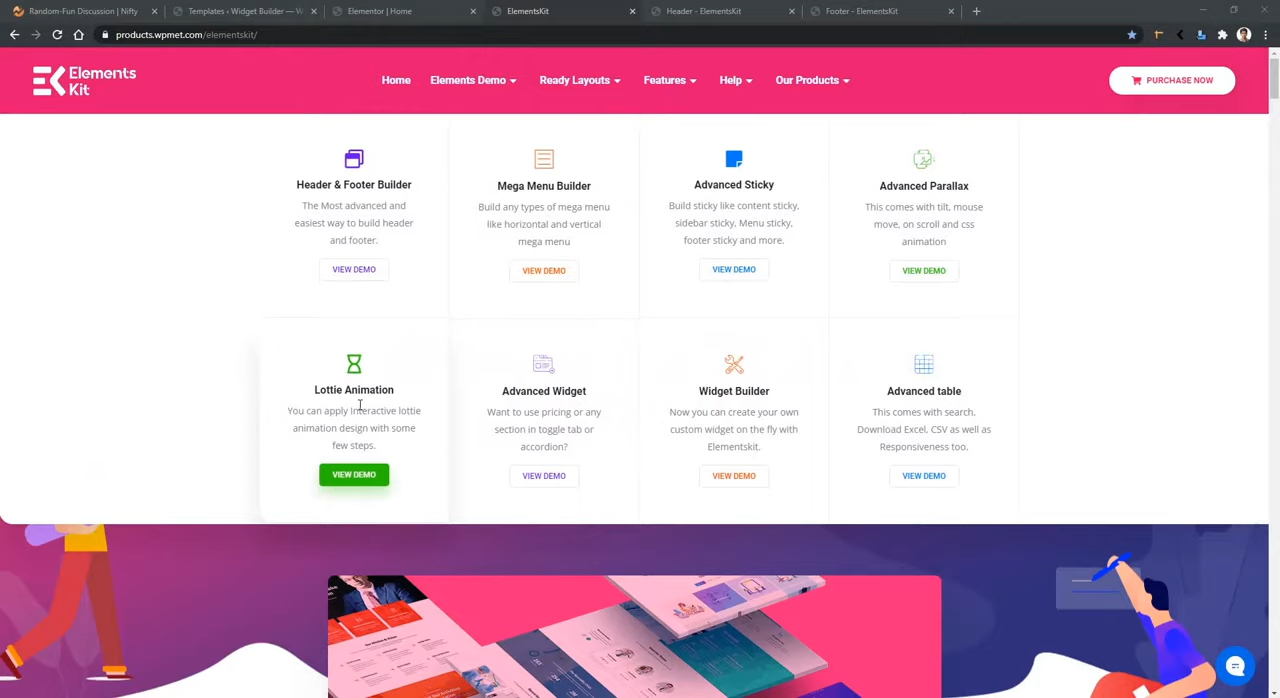 Random-Fun Discussion | Nifty
Templates ‹ Widget Builder — W
Elementor | Home
ElementsKit
Header - ElementsKit
Footer - ElementsKit
products.wpmet.com/elementskit/
Elements
Kit
Home
Elements Demo
Ready Layouts
Features
Help
Our Products
PURCHASE NOW
Header & Footer Builder
The Most advanced and
easiest way to build header
and footer.
VIEW DEMO
Mega Menu Builder
Build any types of mega menu
like horizontal and vertical
mega menu
VIEW DEMO
Advanced Sticky
Build sticky like content sticky,
sidebar sticky, Menu sticky,
footer sticky and more.
VIEW DEMO
Advanced Parallax
This comes with tilt, mouse
move, on scroll and css
animation
VIEW DEMO
Lottie Animation
You can apply Interactive lottie
animation design with some
few steps.
VIEW DEMO
Advanced Widget
Want to use pricing or any
section in toggle tab or
accordion?
VIEW DEMO
Widget Builder
Now you can create your own
custom widget on the fly with
Elementskit.
VIEW DEMO
Advanced table
This comes with search,
Download Excel, CSV as well as
Responsiveness too.
VIEW DEMO